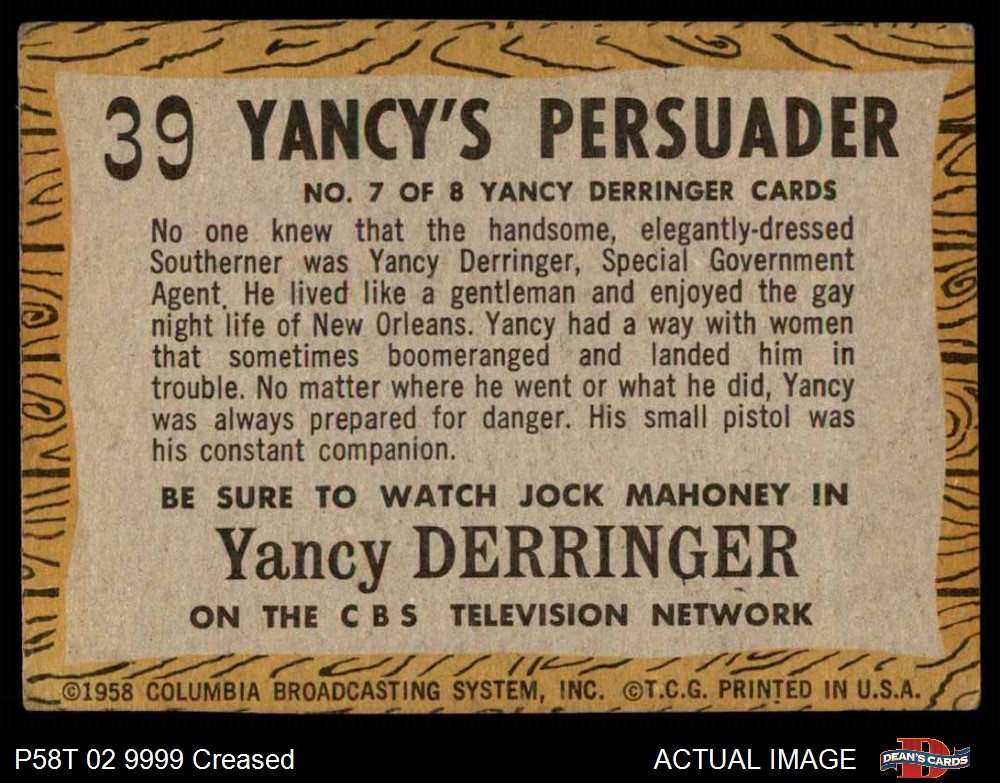 39 YANCY'S PERSUADER
NO. 7 OF 8 YANCY DERRINGER CARDS
No one knew that the handsome, elegantly-dressed
Southerner was Yancy Derringer, Special Government
Agent. He lived like a gentleman and enjoyed the gay
night life of New Orleans. Yancy had a way with women
that sometimes boomeranged and landed him in
trouble. No matter where he went or what he did, Yancy
was always prepared for danger. His small pistol was
his constant companion.
BE SURE TO WATCH JOCK MAHONEY IN
Yancy DERRINGER
ON THE C B S TELEVISION NETWORK
©1958 COLUMBIA BROADCASTING SYSTEM, INC. ©T.C.G. PRINTED IN U.S.A.
P58T 02 9999 Creased
ACTUAL IMAGE
D
DEAN'S CARDS